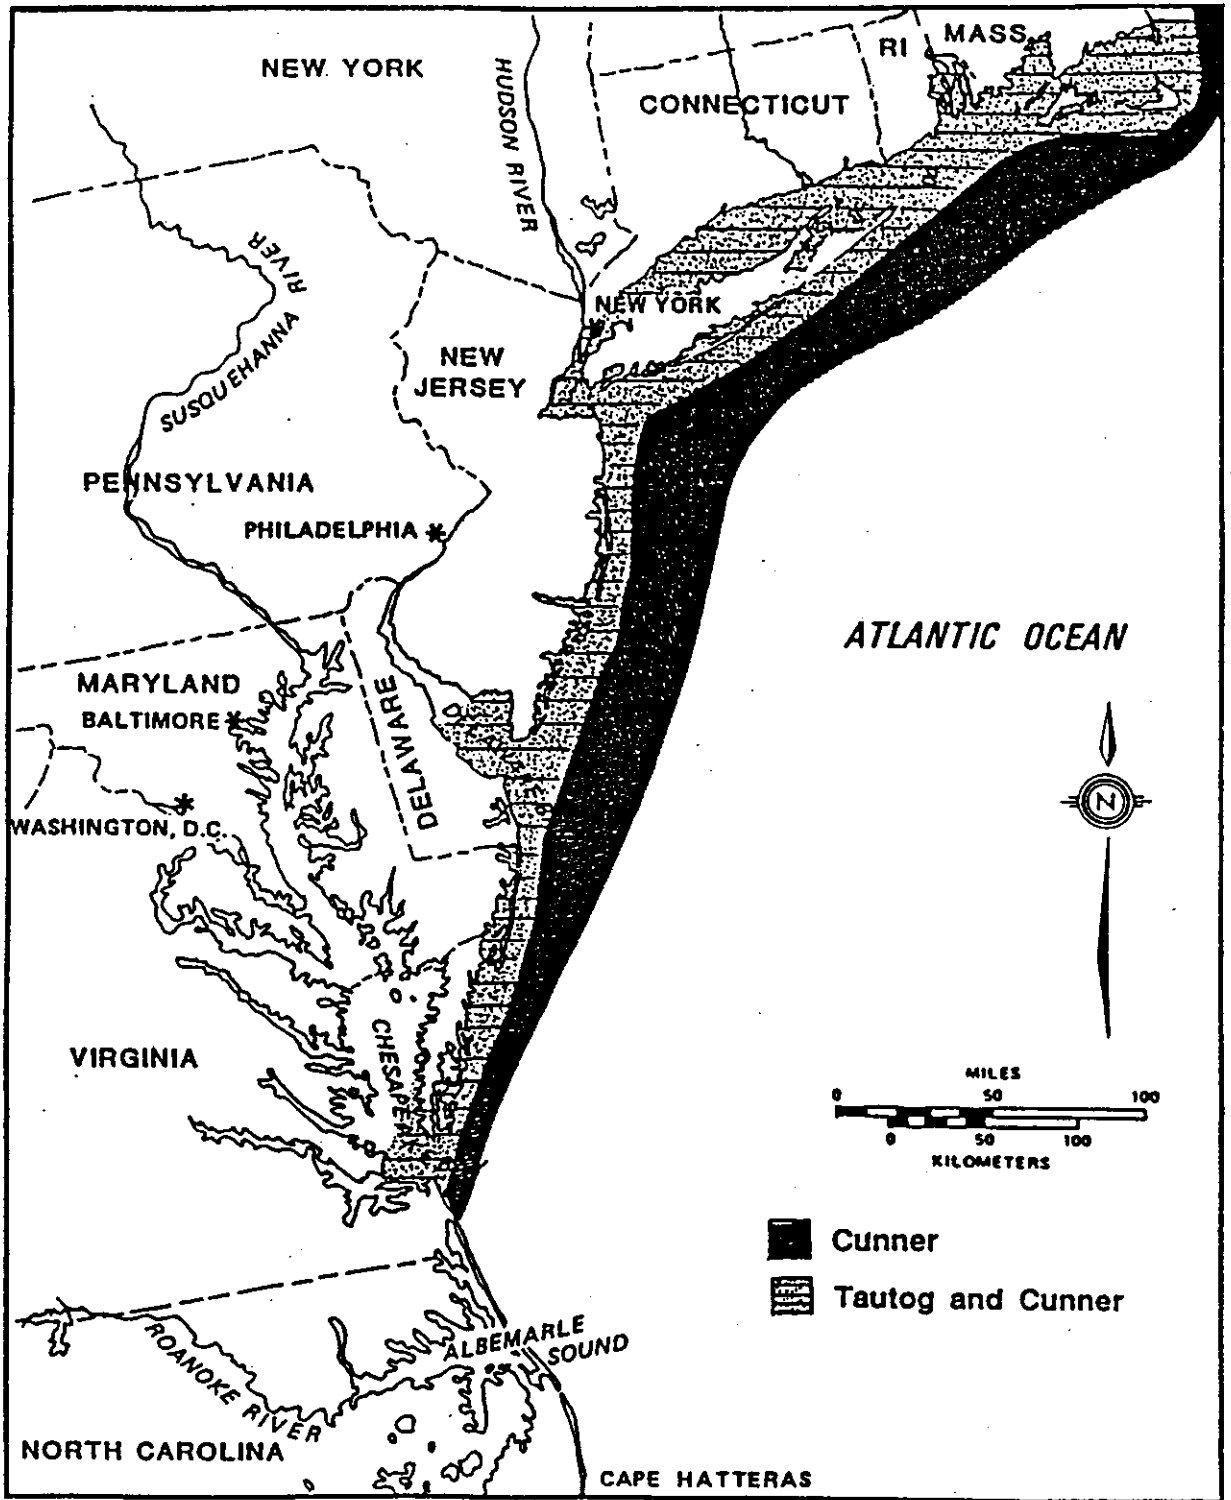 NEW YORK
HUDSON RIVER
CONNECTICUT
RI
MASS.
SUSQUEHANNA RIVER
NEW YORK
NEW
JERSEY
PENNSYLVANIA
PHILADELPHIA
ATLANTIC OCEAN
MARYLAND
BALTIMORE
DELAWARE
WASHINGTON, D.C.
N
VIRGINIA
MILES
0 50 100
0 50 100
KILOMETERS
Cunner
Tautog and Cunner
ALBEMARLE
SOUND
ROANOKE RIVER
NORTH CAROLINA
CAPE HATTERAS